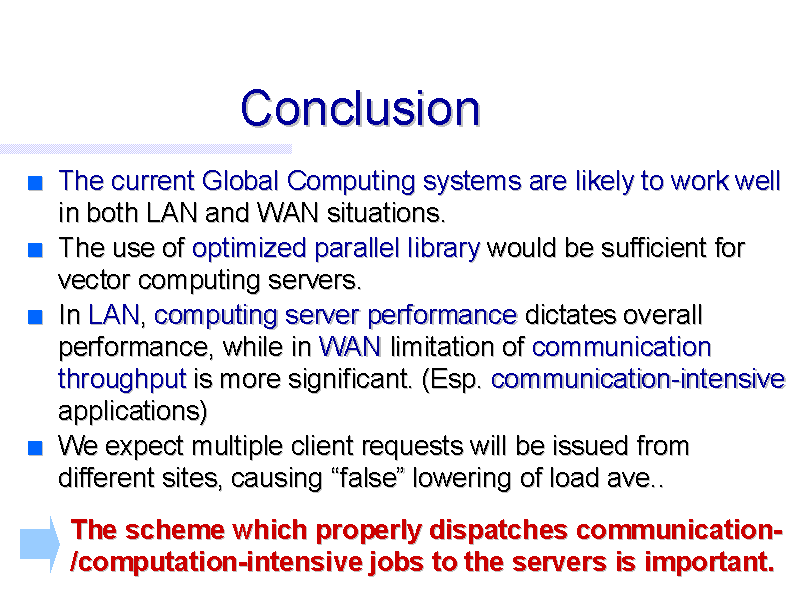 Conclusion
The current Global Computing systems are likely to work well
in both LAN and WAN situations.
The use of optimized parallel library would be sufficient for
vector computing servers.
In LAN, computing server performance dictates overall
performance, while in WAN limitation of communication
throughput is more significant. (Esp. communication-intensive
applications)
We expect multiple client requests will be issued from
different sites, causing “false” lowering of load ave..
The scheme which properly dispatches communication-
/computation-intensive jobs to the servers is important.